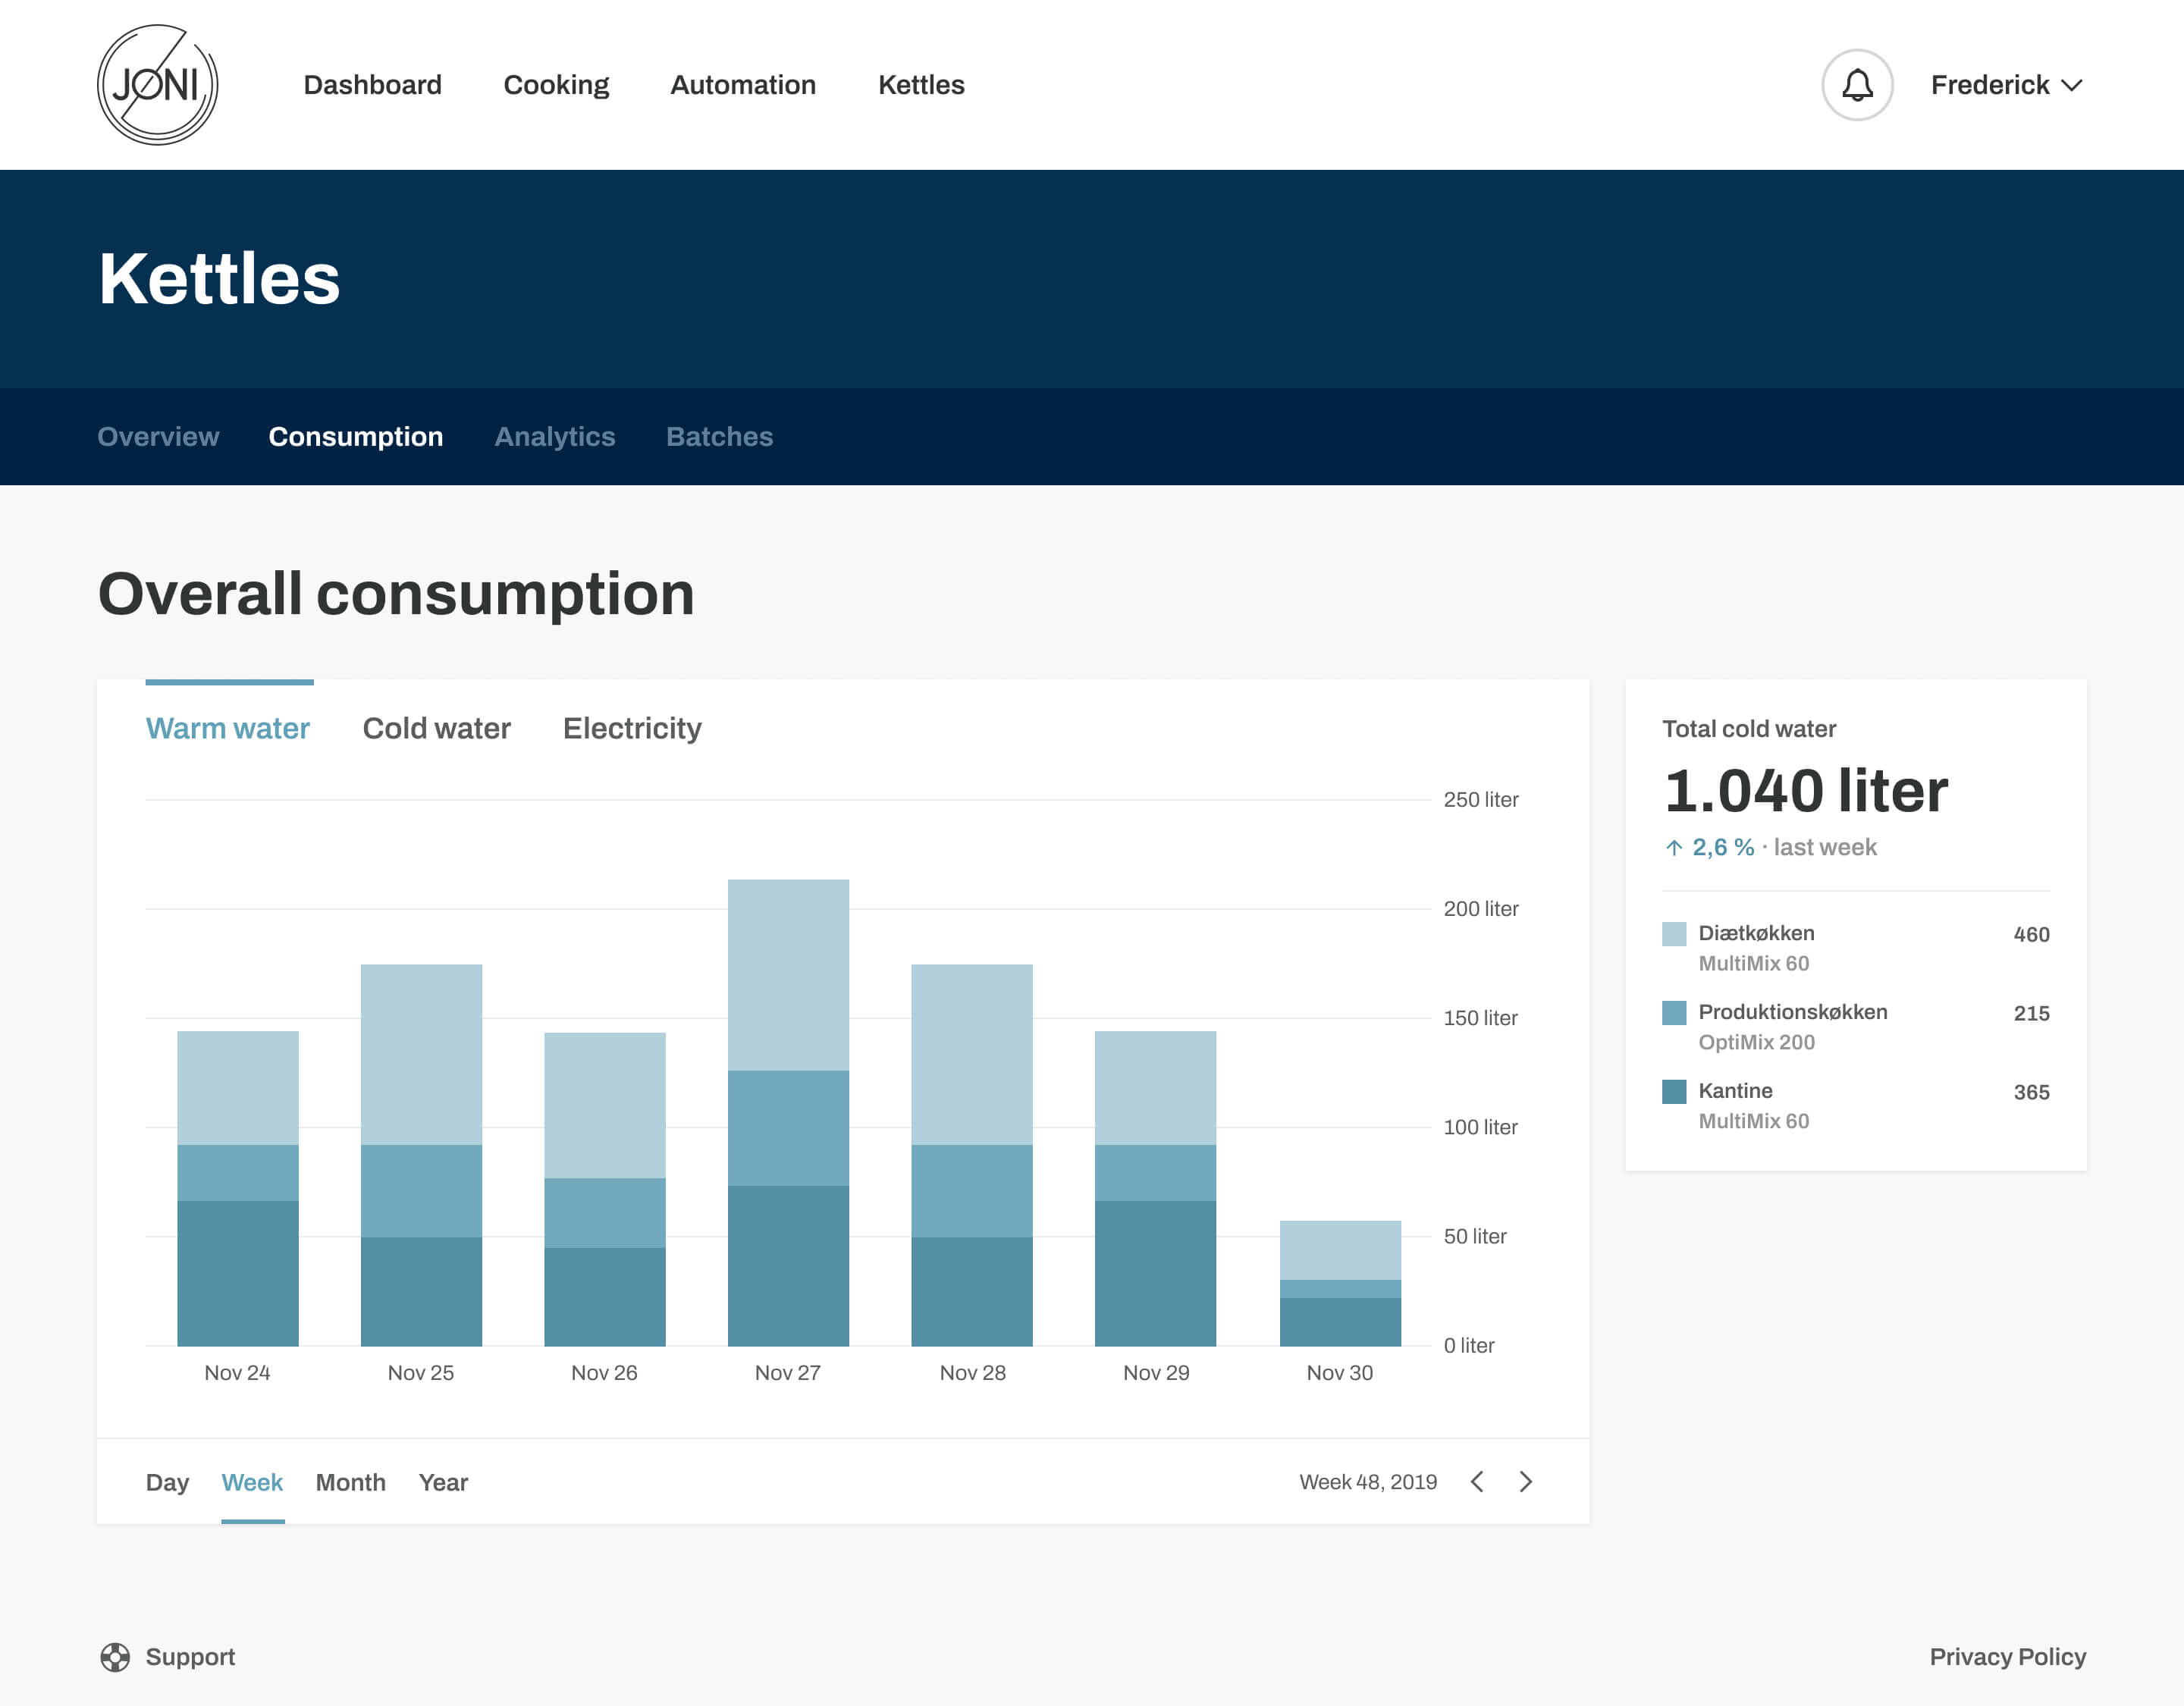 JØNI
Dashboard Cooking Automation Kettles Frederick
Kettles
Overview Consumption Analytics Batches
Overall consumption
Warm water Cold water Electricity
250 liter
200 liter
150 liter
100 liter
50 liter
0 liter
Nov 24 Nov 25 Nov 26 Nov 27 Nov 28 Nov 29 Nov 30
Day Week Month Year Week 48, 2019
Total cold water
1.040 liter
↑ 2,6 % · last week
Diætkøkken 460
MultiMix 60
Produktionskøkken 215
OptiMix 200
Kantine 365
MultiMix 60
Support Privacy Policy